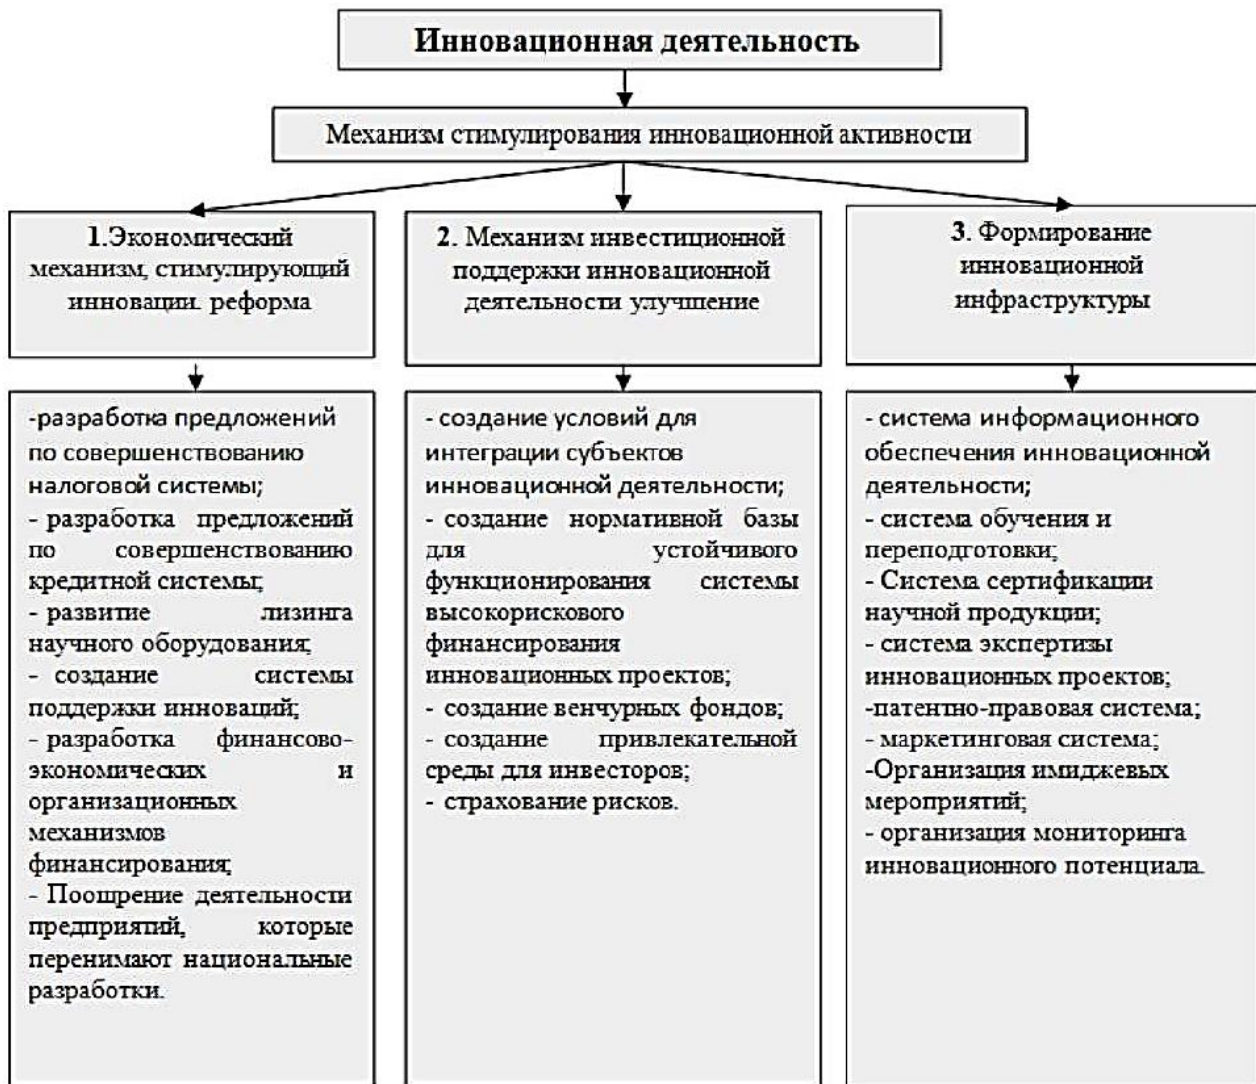 Инновационная деятельность
Механизм стимулирования инновационной активности
1.Экономический
механизм, стимулирующий
инновации. реформа
2. Механизм инвестиционной
поддержки инновационной
деятельности улучшение
3. Формирование
инновационной
инфраструктуры
-разработка предложений
по совершенствованию
налоговой системы;
- разработка предложений
по совершенствованию
кредитной системы;
- развитие лизинга
научного оборудования;
- создание системы
поддержки инноваций;
- разработка финансово-
экономических и
организационных
механизмов
финансирования;
- Поощрение деятельности
предприятий, которые
перенимают национальные
разработки.
- создание условий для
интеграции субъектов
инновационной деятельности;
- создание нормативной базы
для устойчивого
функционирования системы
высокорискового
финансирования
инновационных проектов;
- создание венчурных фондов;
- создание привлекательной
среды для инвесторов;
- страхование рисков.
- система информационного
обеспечения инновационной
деятельности;
- система обучения и
переподготовки;
- Система сертификации
научной продукции;
- система экспертизы
инновационных проектов;
-патентно-правовая система;
- маркетинговая система;
-Организация имиджевых
мероприятий;
- организация мониторинга
инновационного потенциала.